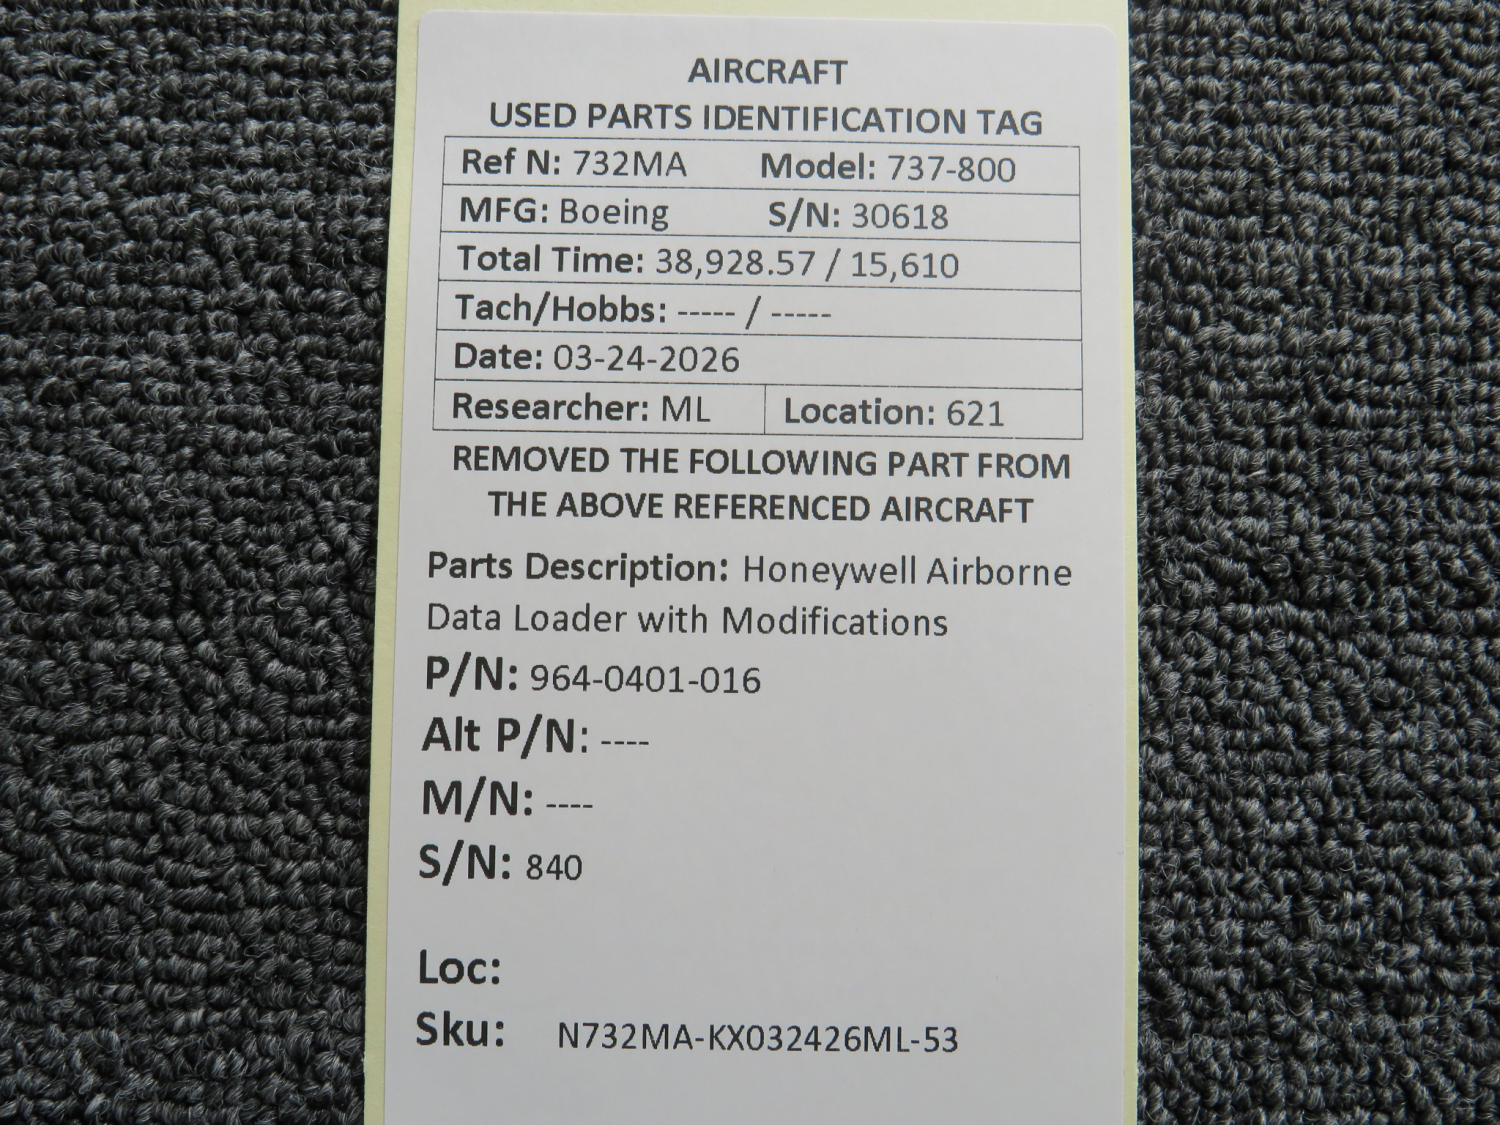 AIRCRAFT
USED PARTS IDENTIFICATION TAG
Ref N: 732MA Model: 737-800
MFG: Boeing S/N: 30618
Total Time: 38,928.57 / 15,610
Tach/Hobbs: ----- / -----
Date: 03-24-2026
Researcher: ML Location: 621
REMOVED THE FOLLOWING PART FROM
THE ABOVE REFERENCED AIRCRAFT
Parts Description: Honeywell Airborne
Data Loader with Modifications
P/N: 964-0401-016
Alt P/N: ----
M/N: ----
S/N: 840
Loc:
Sku: N732MA-KX032426ML-53